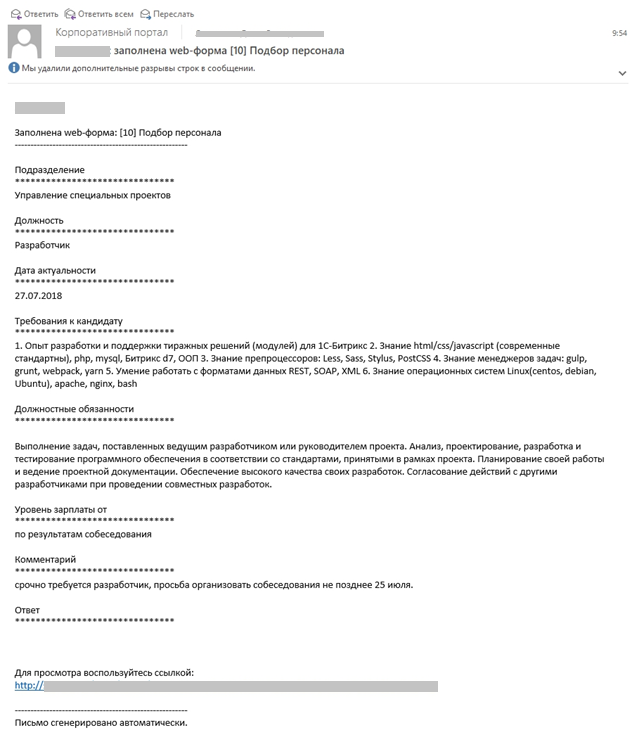 Ответить Ответить всем Переслать
Корпоративный портал
9:54
: заполнена web-форма [10] Подбор персонала
Мы удалили дополнительные разрывы строк в сообщении.
Заполнена web-форма: [10] Подбор персонала
-------------------------------------------------------
Подразделение
*******************************
Управление специальных проектов
Должность
*******************************
Разработчик
Дата актуальности
*******************************
27.07.2018
Требования к кандидату
*******************************
1. Опыт разработки и поддержки тиражных решений (модулей) для 1С-Битрикс 2. Знание html/css/javascript (современные
стандартны), php, mysql, Битрикс d7, ООП 3. Знание препроцессоров: Less, Sass, Stylus, PostCSS 4. Знание менеджеров задач: gulp,
grunt, webpack, yarn 5. Умение работать с форматами данных REST, SOAP, XML 6. Знание операционных систем Linux(centos, debian,
Ubuntu), apache, nginx, bash
Должностные обязанности
*******************************
Выполнение задач, поставленных ведущим разработчиком или руководителем проекта. Анализ, проектирование, разработка и
тестирование программного обеспечения в соответствии со стандартами, принятыми в рамках проекта. Планирование своей работы
и ведение проектной документации. Обеспечение высокого качества своих разработок. Согласование действий с другими
разработчиками при проведении совместных разработок.
Уровень зарплаты от
*******************************
по результатам собеседования
Комментарий
*******************************
срочно требуется разработчик, просьба организовать собеседования не позднее 25 июля.
Ответ
*******************************
Для просмотра воспользуйтесь ссылкой:
http://
-------------------------------------------------------
Письмо сгенерировано автоматически.